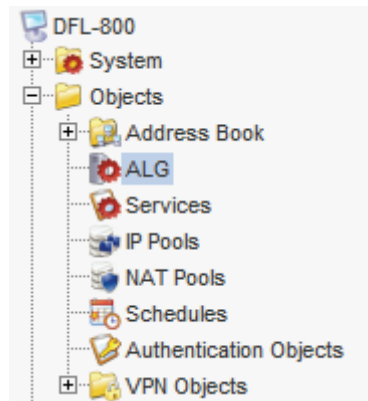 DFL-800
System
Objects
Address Book
ALG
Services
IP Pools
NAT Pools
Schedules
Authentication Objects
VPN Objects